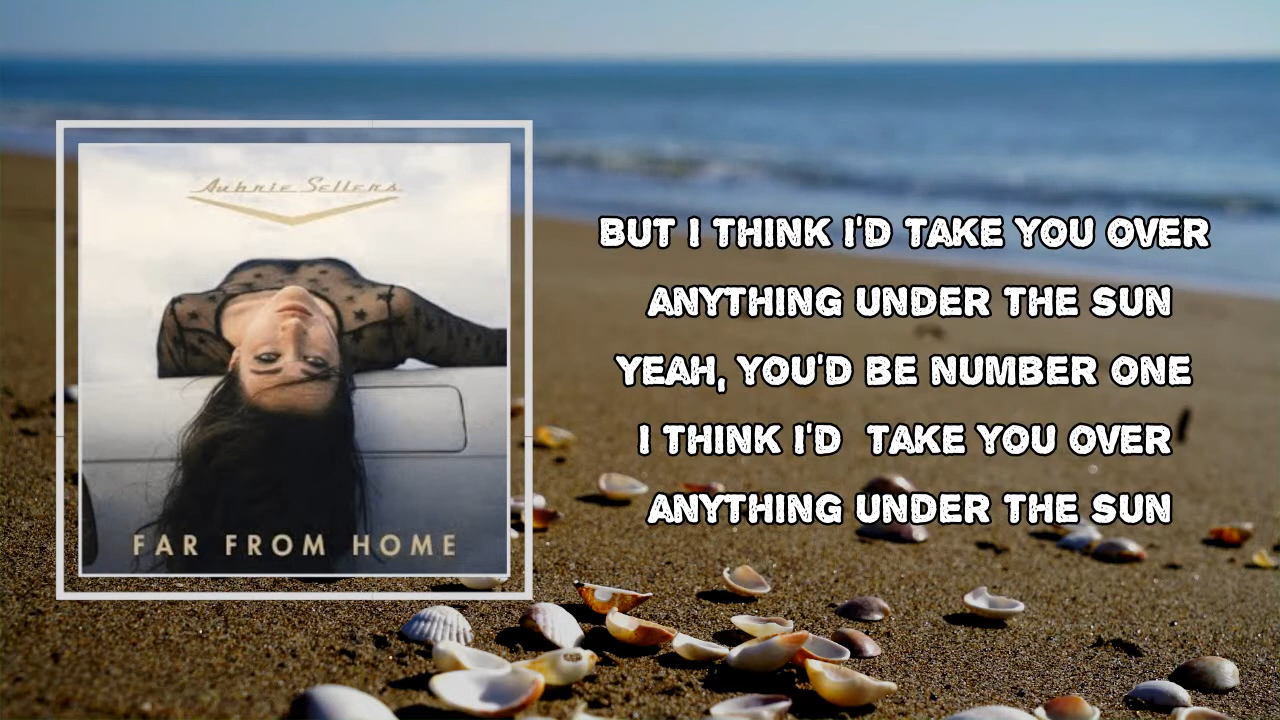 Aubrie Sellers
FAR FROM HOME
BUT I THINK I'D TAKE YOU OVER
ANYTHING UNDER THE SUN
YEAH, YOU'D BE NUMBER ONE
I THINK I'D TAKE YOU OVER
ANYTHING UNDER THE SUN